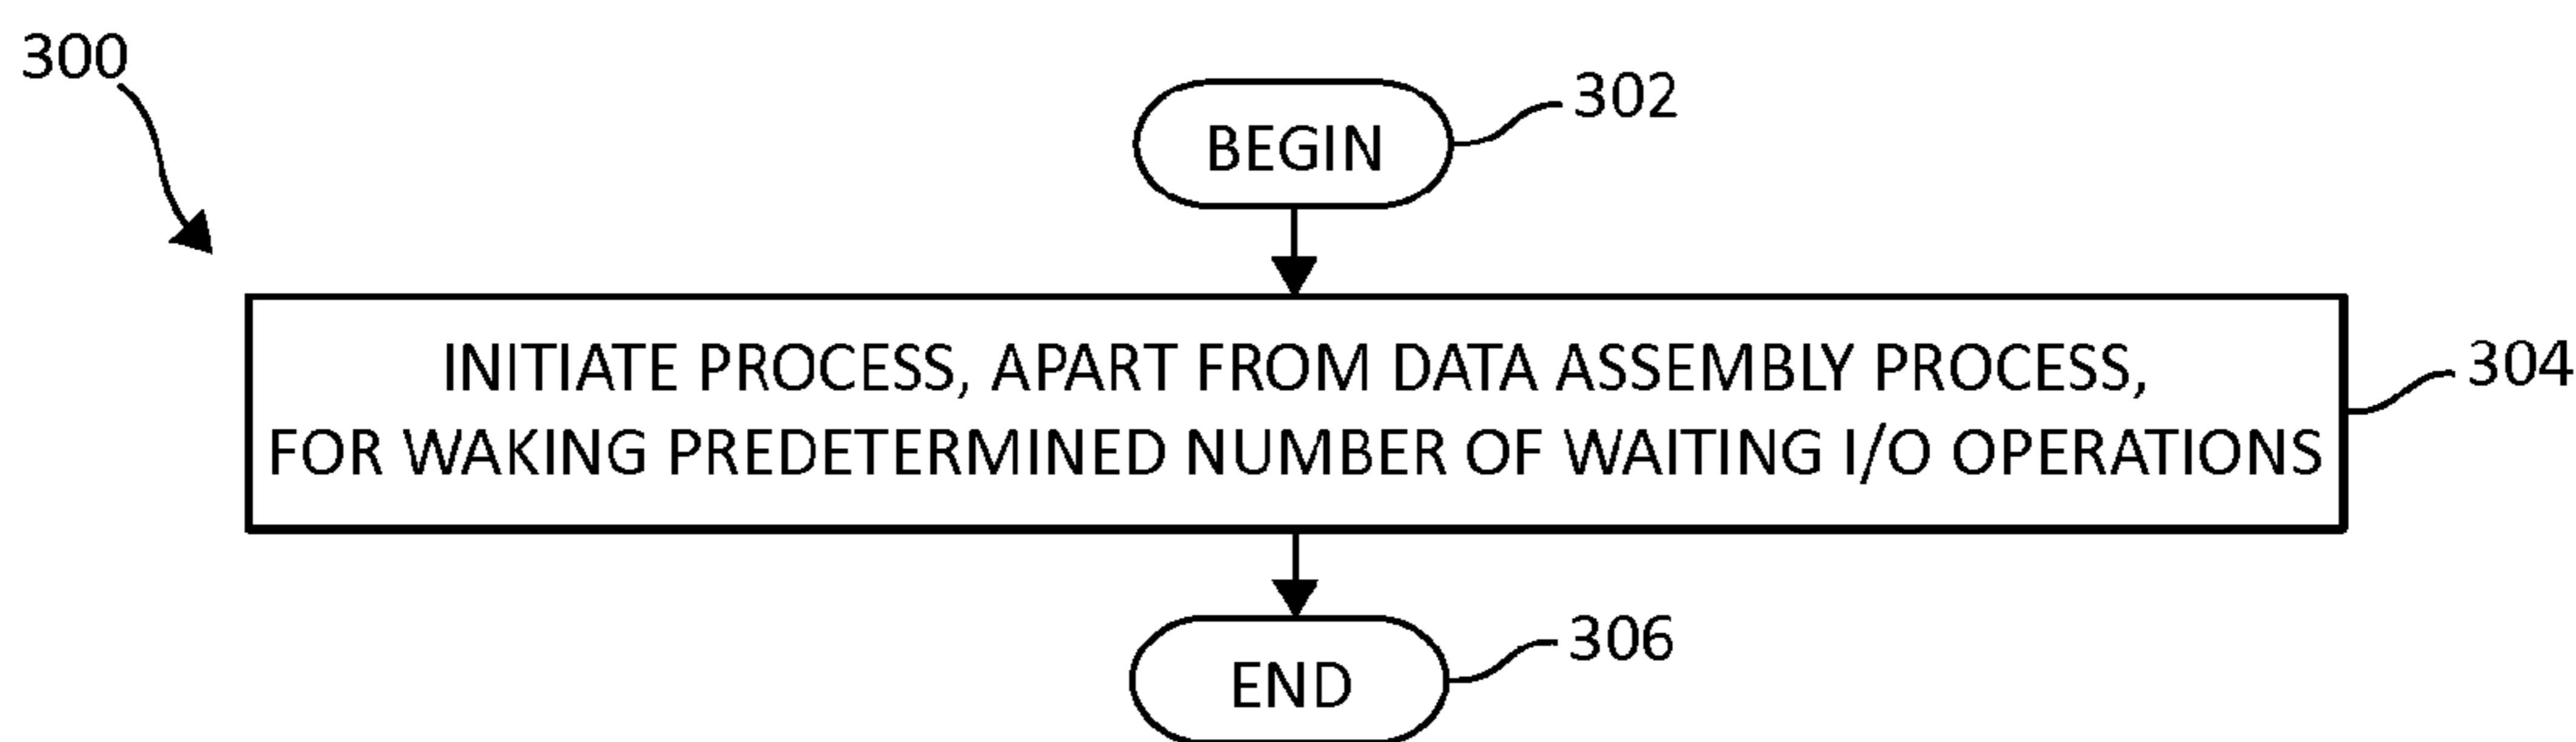 300
BEGIN
302
INITIATE PROCESS, APART FROM DATA ASSEMBLY PROCESS,
FOR WAKING PREDETERMINED NUMBER OF WAITING I/O OPERATIONS
304
END
306